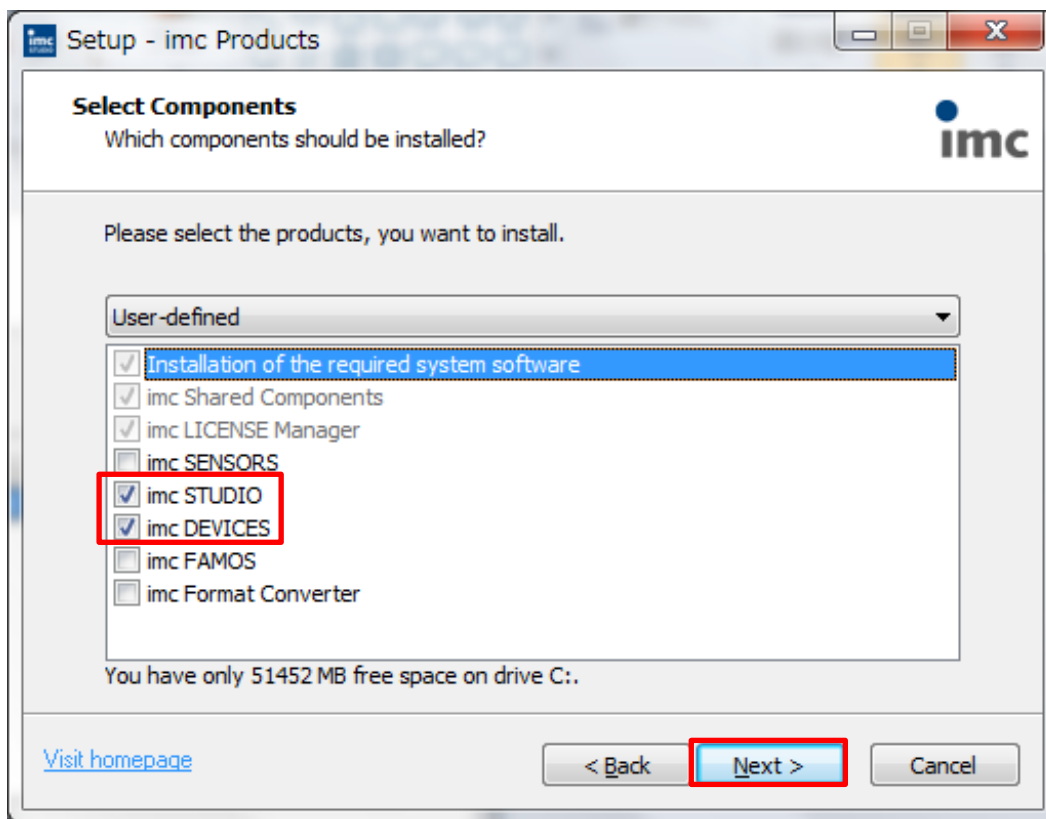 imc STUDIO
Setup - imc Products
Select Components
Which components should be installed?
imc
Please select the products, you want to install.
User-defined
Installation of the required system software
imc Shared Components
imc LICENSE Manager
imc SENSORS
imc STUDIO
imc DEVICES
imc FAMOS
imc Format Converter
You have only 51452 MB free space on drive C:.
Visit homepage
< Back
Next >
Cancel